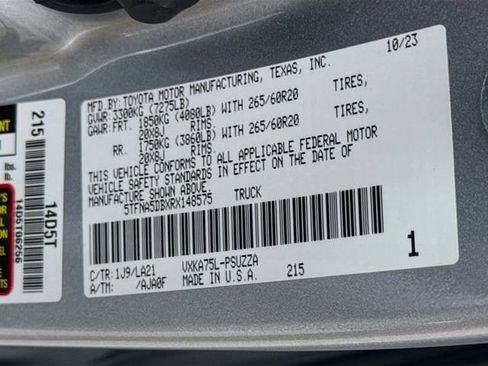 10/23
MFD. BY: TOYOTA MOTOR MANUFACTURING, TEXAS, INC.
GVWR: 3300KG (7275LB)
GAWR: FRT. 1850KG (4080LB) WITH 265/60R20 TIRES,
20X8J RIMS
RR. 1750KG (3860LB) WITH 265/60R20 TIRES,
20X8J RIMS
THIS VEHICLE CONFORMS TO ALL APPLICABLE FEDERAL MOTOR
VEHICLE SAFETY STANDARDS IN EFFECT ON THE DATE OF
MANUFACTURE SHOWN ABOVE.
5TFNA5DBXRX148575 TRUCK
C/TR: 1J9/LA21 VXKA75L-PSUZZA
A/TM: /AJA0F MADE IN U.S.A. 215
1
215
14D5T
14D5T06256
lbs.
lb.